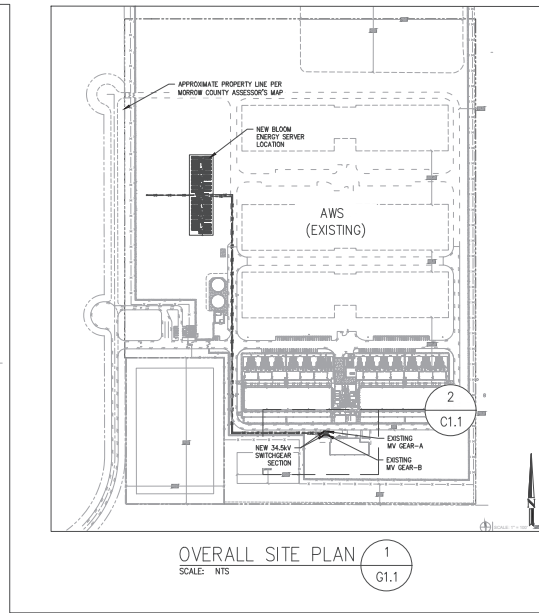 APPROXIMATE PROPERTY LINE PER
MORROW COUNTY ASSESSOR'S MAP
NEW BLOOM
ENERGY SERVER
LOCATION
AWS
(EXISTING)
2
C1.1
NEW 34.5kV
SWITCHGEAR
SECTION
EXISTING
MV GEAR-A
EXISTING
MV GEAR-B
OVERALL SITE PLAN
SCALE: NTS
1
G1.1